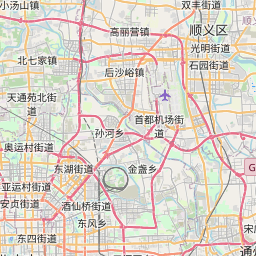 小汤山镇
高丽营镇
双丰街道
顺义区
光明街道
北七家镇
后沙峪镇
石园街道
天通苑北街道
首都机场街道
孙河乡
奥运村街道
东湖街道
金盏乡
亚运村街道
安贞街道
酒仙桥街道
东风乡
东四街道
G